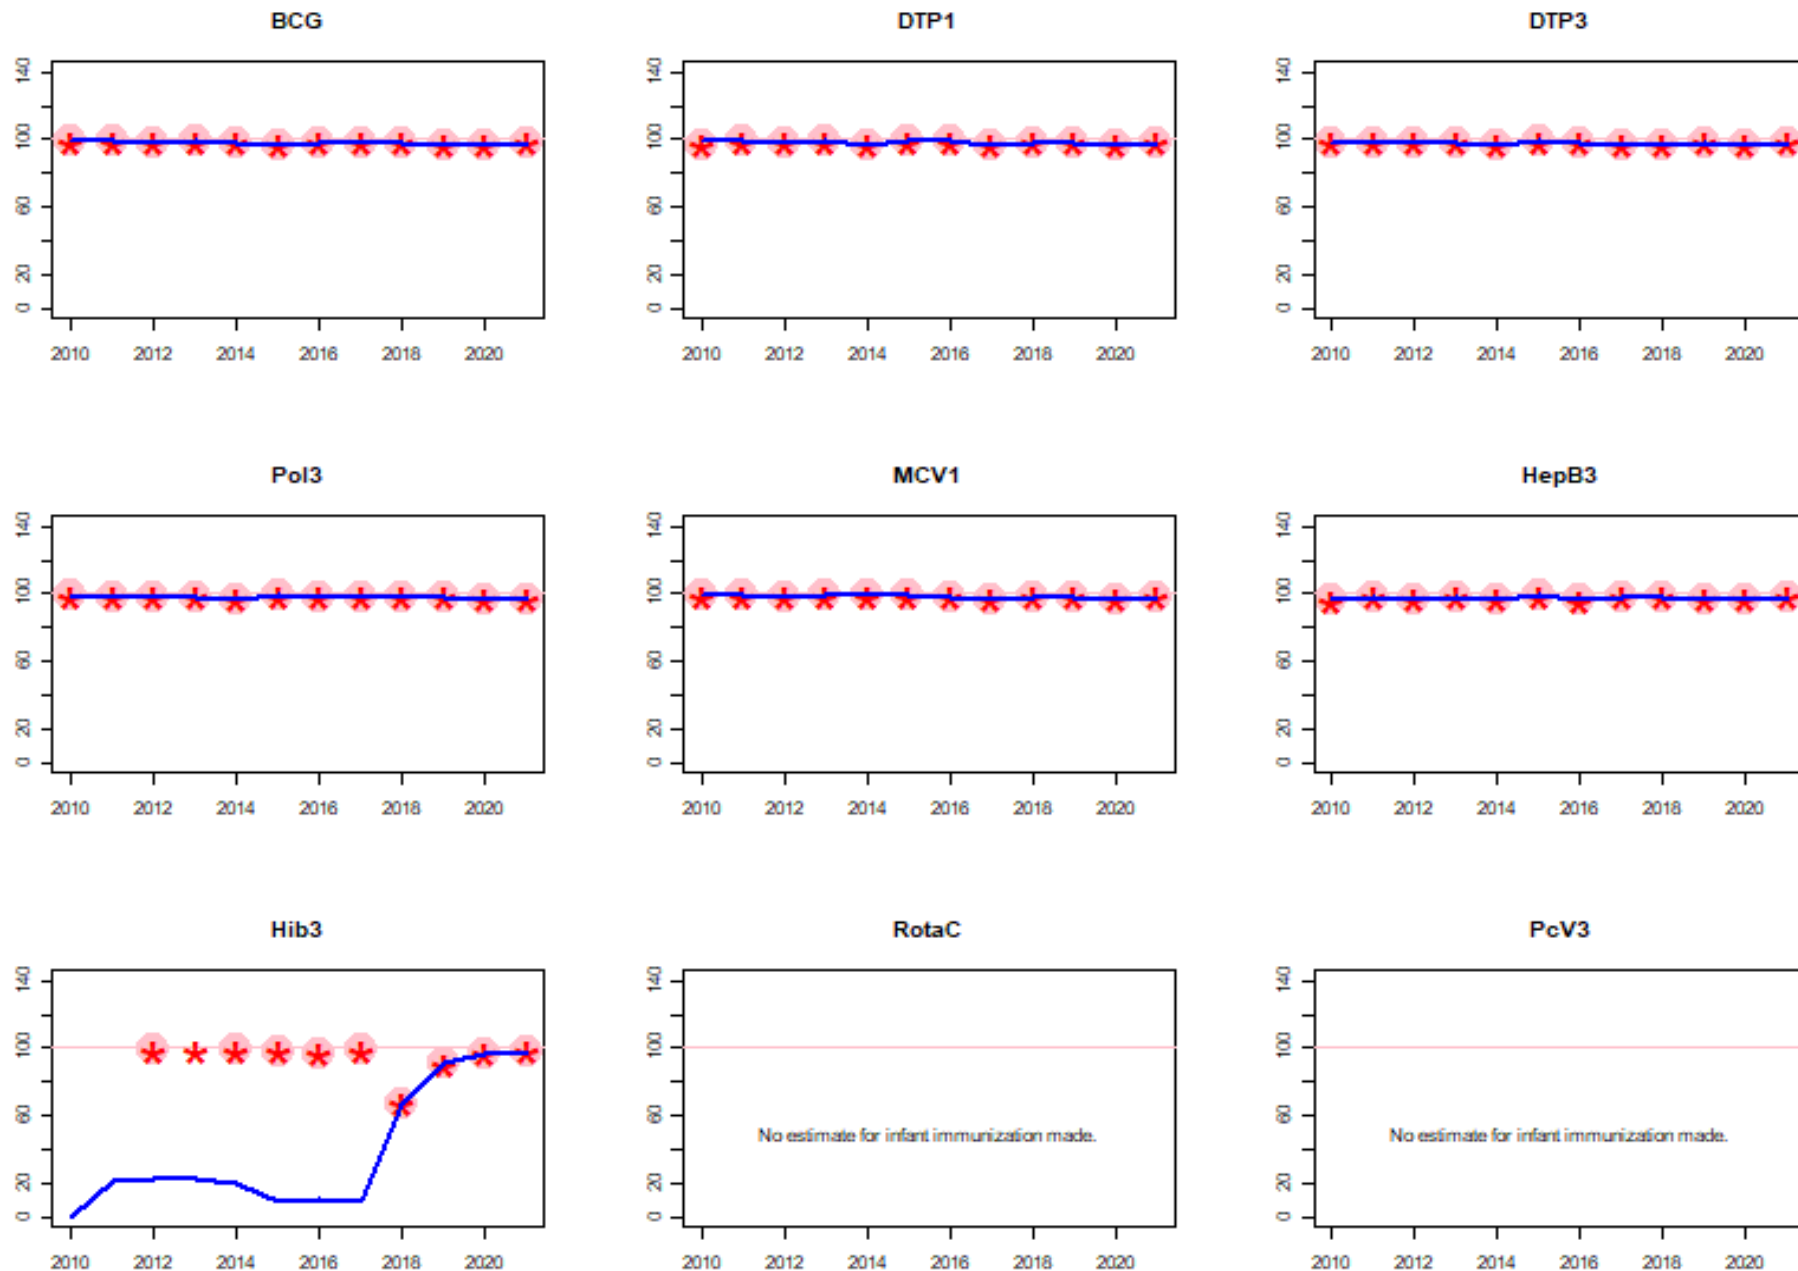 BCG DTP1 DTP3
140 140 140
100 100 100
60 60 60
20 20 20
0 0 0
2010 2012 2014 2016 2018 2020 2010 2012 2014 2016 2018 2020 2010 2012 2014 2016 2018 2020
Pol3 MCV1 HepB3
140 140 140
100 100 100
60 60 60
20 20 20
0 0 0
2010 2012 2014 2016 2018 2020 2010 2012 2014 2016 2018 2020 2010 2012 2014 2016 2018 2020
Hib3 RotaC PcV3
140 140 140
100 100 100
60 60 60
No estimate for infant immunization made. No estimate for infant immunization made.
20 20 20
0 0 0
2010 2012 2014 2016 2018 2020 2010 2012 2014 2016 2018 2020 2010 2012 2014 2016 2018 2020